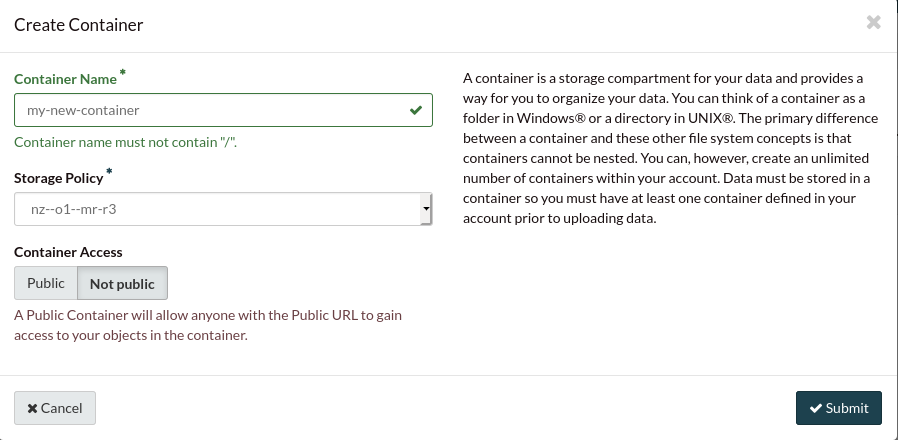 Create Container
Container Name *
my-new-container
Container name must not contain "/".
Storage Policy *
nz--o1--mr-r3
Container Access
Public
Not public
A Public Container will allow anyone with the Public URL to gain
access to your objects in the container.
A container is a storage compartment for your data and provides a
way for you to organize your data. You can think of a container as a
folder in Windows® or a directory in UNIX®. The primary difference
between a container and these other file system concepts is that
containers cannot be nested. You can, however, create an unlimited
number of containers within your account. Data must be stored in a
container so you must have at least one container defined in your
account prior to uploading data.
Cancel
Submit